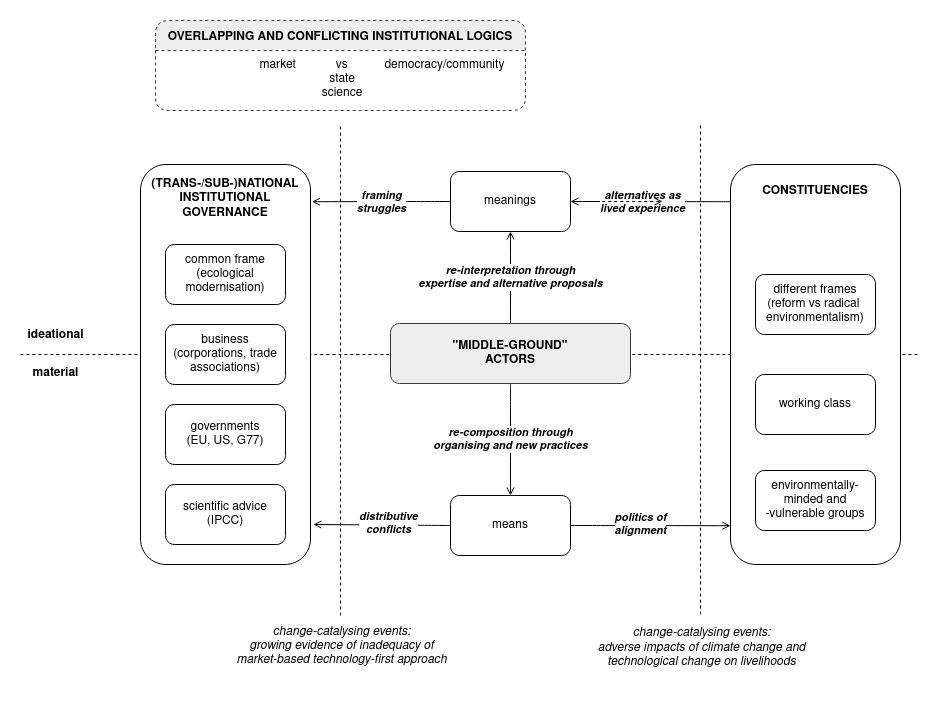 OVERLAPPING AND CONFLICTING INSTITUTIONAL LOGICS
market vs democracy/community
state
science
(TRANS-/SUB-)NATIONAL
INSTITUTIONAL
GOVERNANCE
common frame
(ecological
modernisation)
business
(corporations, trade
associations)
governments
(EU, US, G77)
scientific advice
(IPCC)
ideational
material
framing
struggles
meanings
alternatives as
lived experience
re-interpretation through
expertise and alternative proposals
"MIDDLE-GROUND"
ACTORS
re-composition through
organising and new practices
distributive
conflicts
means
politics of
alignment
CONSTITUENCIES
different frames
(reform vs radical
environmentalism)
working class
environmentally-
minded and
-vulnerable groups
change-catalysing events:
growing evidence of inadequacy of
market-based technology-first approach
change-catalysing events:
adverse impacts of climate change and
technological change on livelihoods